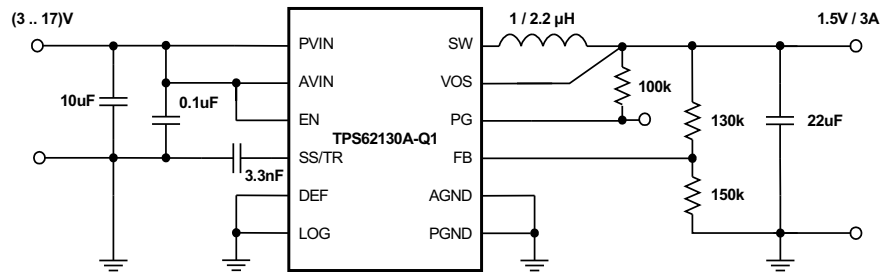 (3 .. 17)V
1 / 2.2 µH
1.5V / 3A
PVIN
SW
AVIN
VOS
10uF
0.1uF
100k
EN
PG
130k
22uF
TPS62130A-Q1
SS/TR
FB
3.3nF
DEF
AGND
150k
LOG
PGND